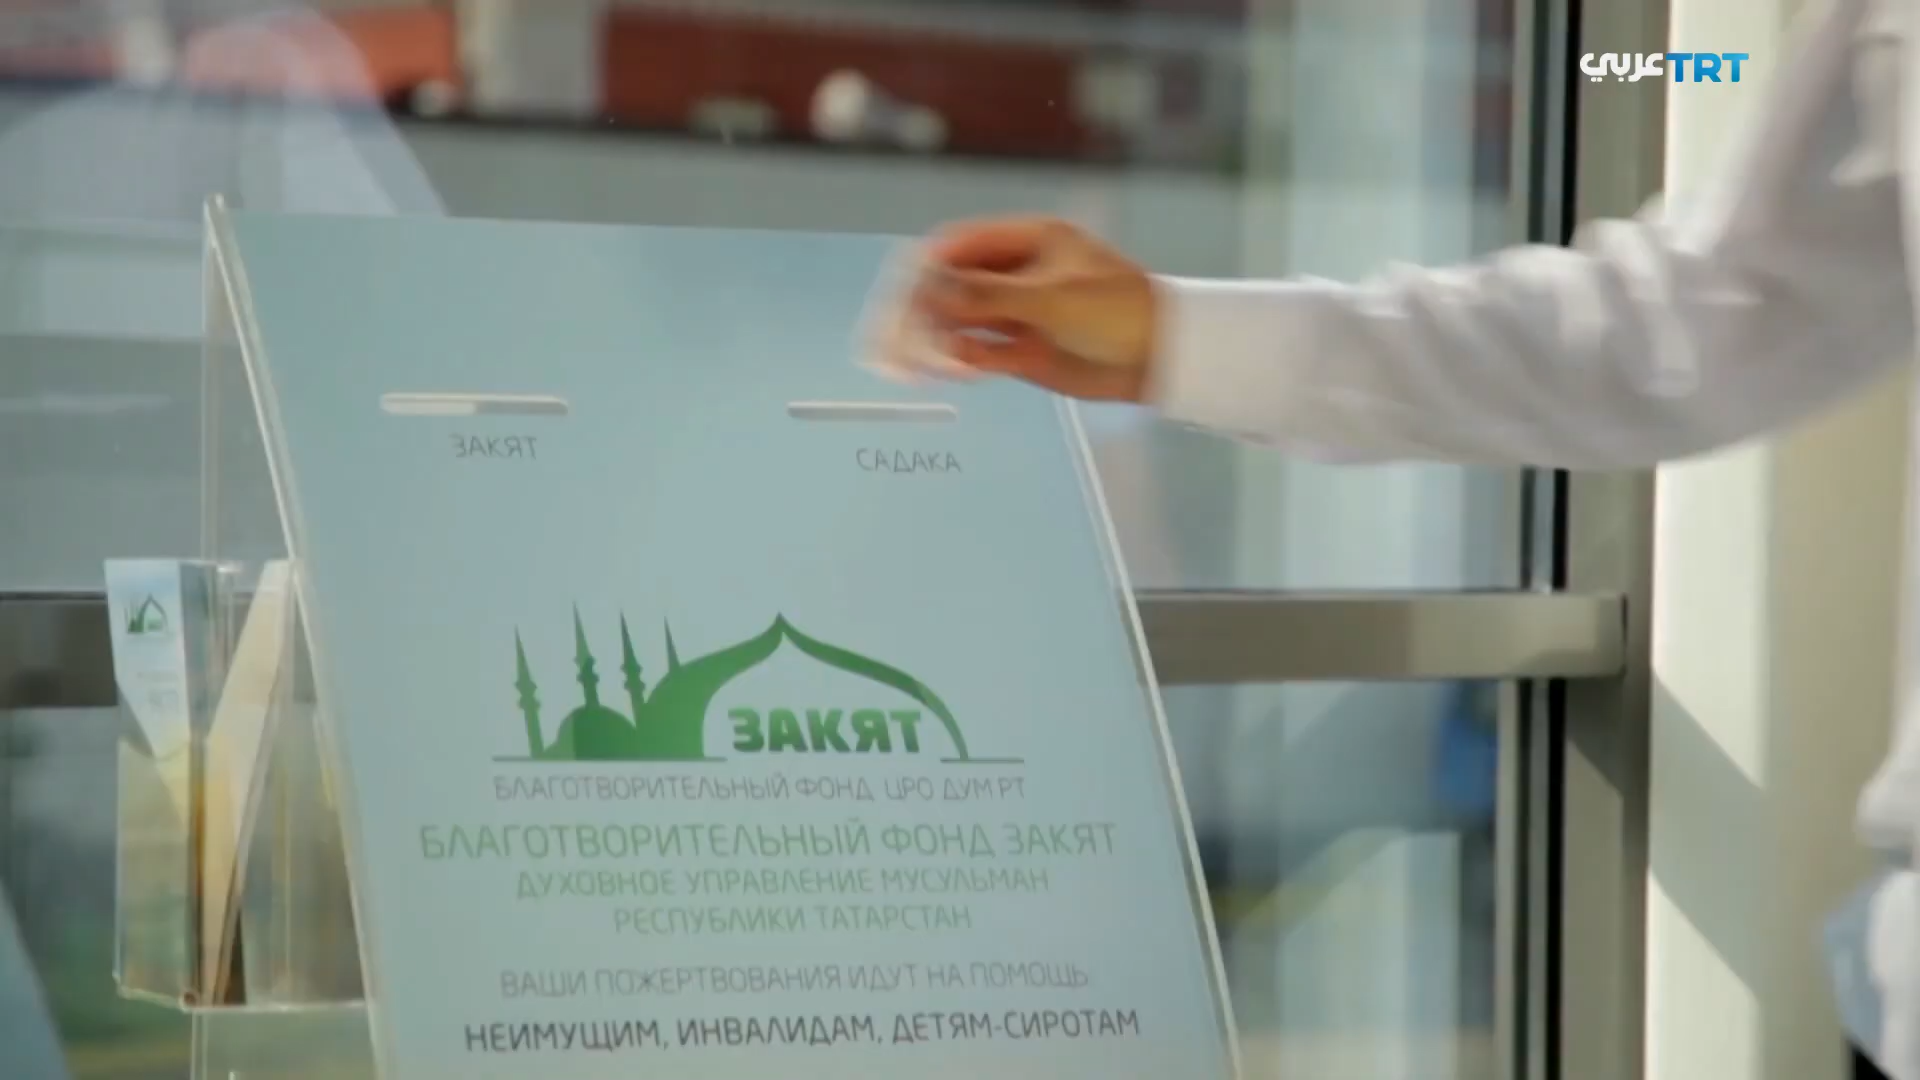 عربي TRT
ЗАКЯТ
САДАКА
ЗАКЯТ
БЛАГОТВОРИТЕЛЬНЫЙ ФОНД ЦРО ДУМ РТ
БЛАГОТВОРИТЕЛЬНЫЙ ФОНД ЗАКЯТ
ДУХОВНОЕ УПРАВЛЕНИЕ МУСУЛЬМАН
РЕСПУБЛИКИ ТАТАРСТАН
ВАШИ ПОЖЕРТВОВАНИЯ ИДУТ НА ПОМОЩЬ
НЕИМУЩИМ, ИНВАЛИДАМ, ДЕТЯМ-СИРОТАМ